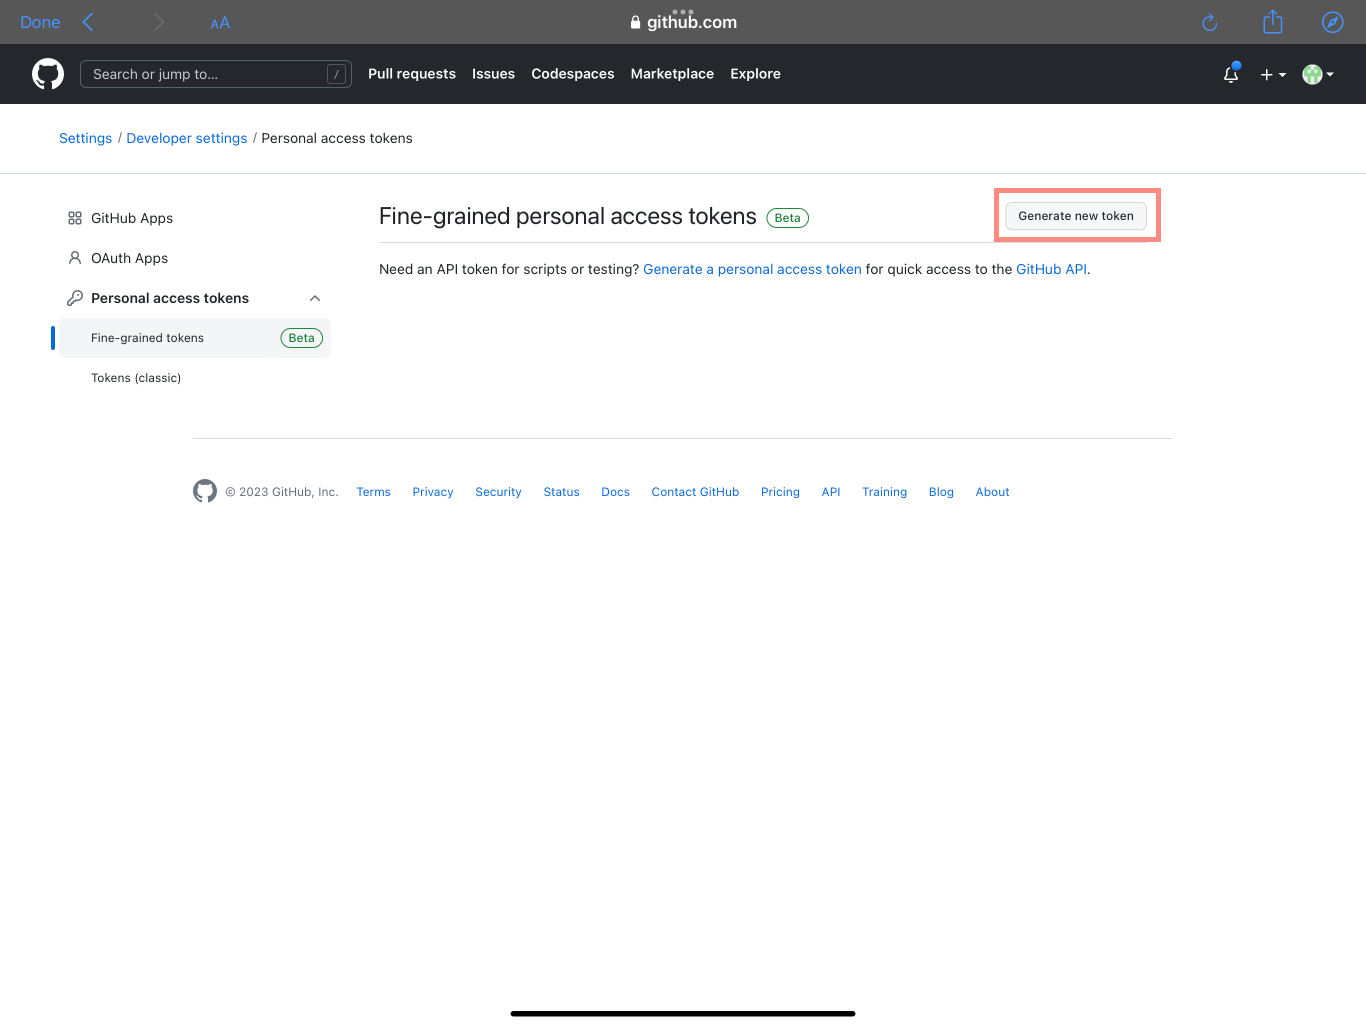 Done
AA
github.com
Search or jump to...
/
Pull requests
Issues
Codespaces
Marketplace
Explore
Settings / Developer settings / Personal access tokens
GitHub Apps
OAuth Apps
Personal access tokens
Fine-grained tokens Beta
Tokens (classic)
Fine-grained personal access tokens Beta
Generate new token
Need an API token for scripts or testing? Generate a personal access token for quick access to the GitHub API.
© 2023 GitHub, Inc. Terms Privacy Security Status Docs Contact GitHub Pricing API Training Blog About